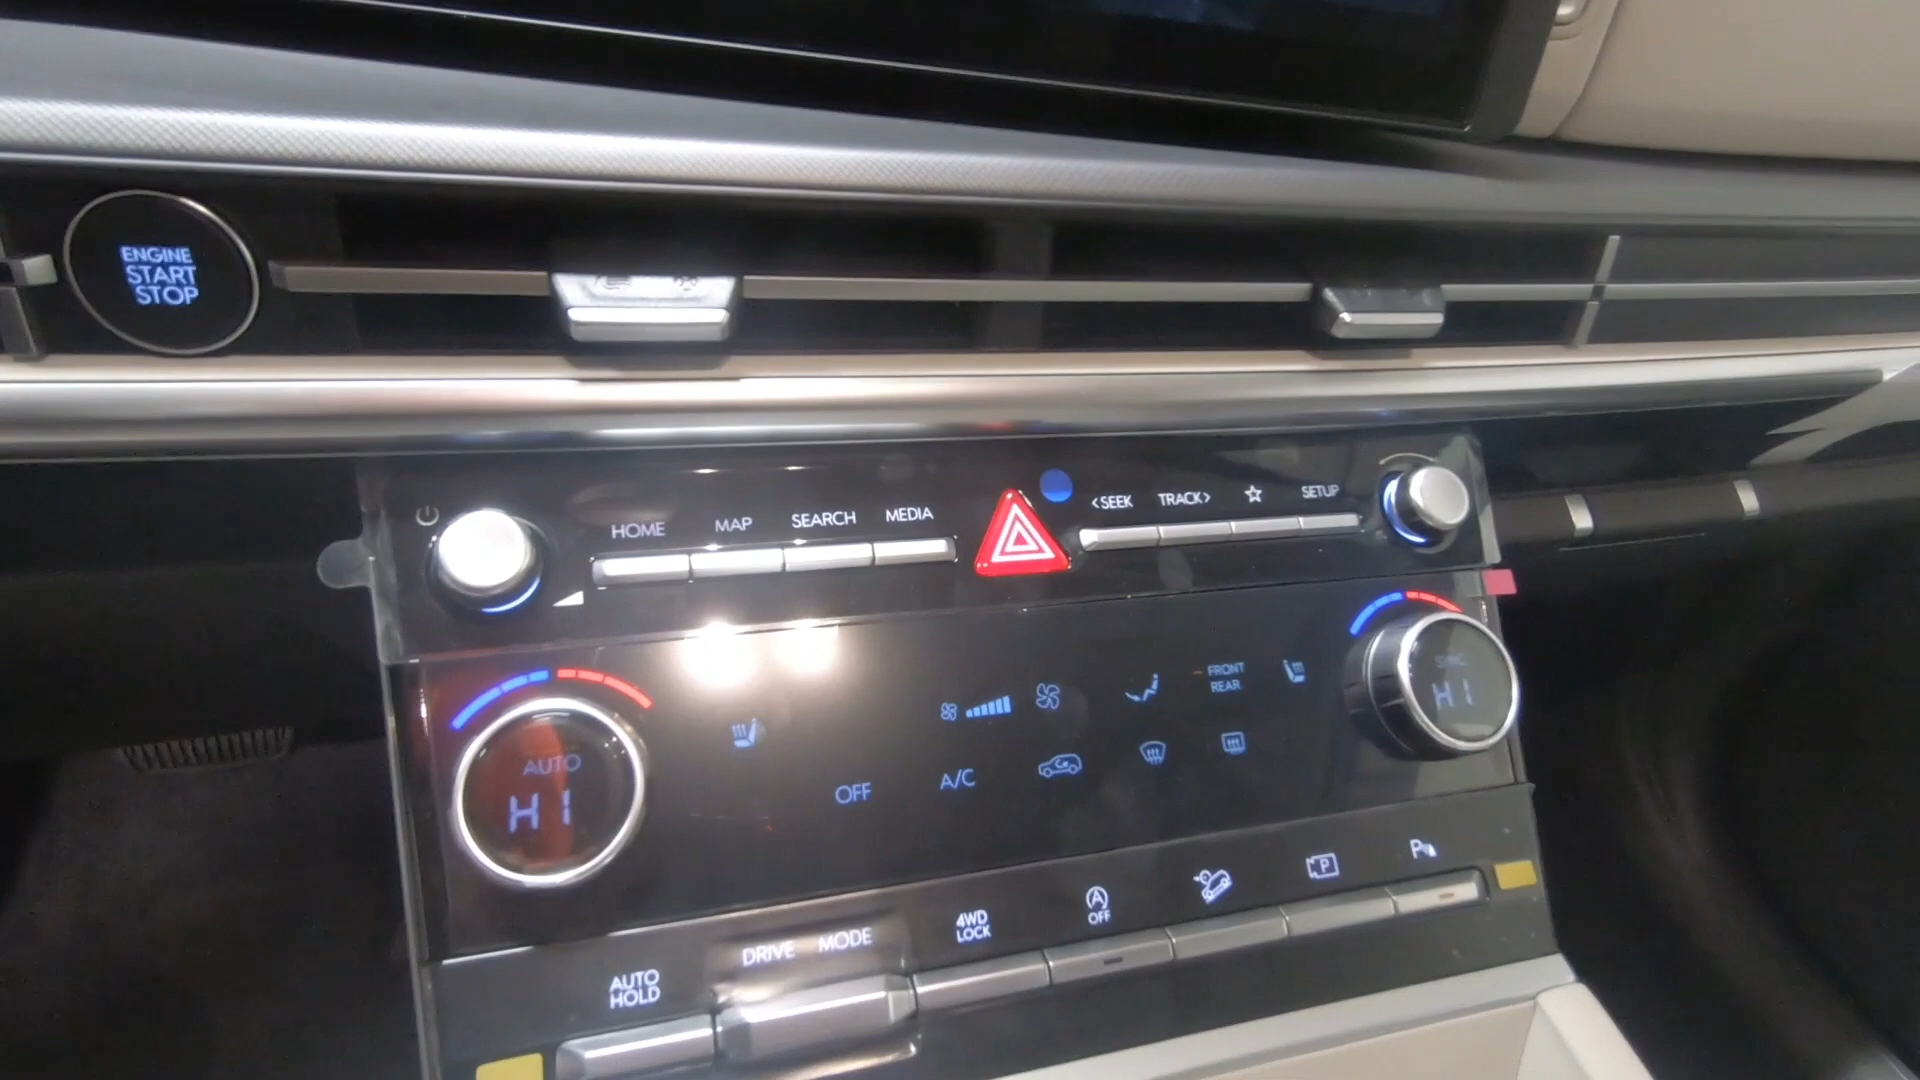 ENGINE
START
STOP
HOME
MAP
SEARCH
MEDIA
<SEEK
TRACK>
SETUP
AUTO
HI
OFF
A/C
FRONT
REAR
SYNC
HI
AUTO
HOLD
DRIVE MODE
4WD
LOCK
A
OFF
P
P